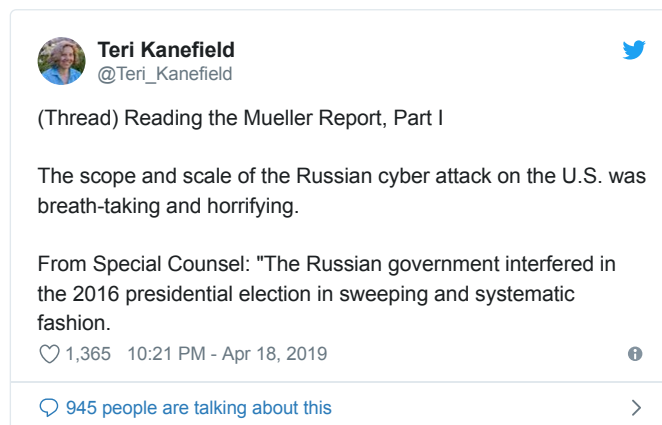 Teri Kanefield
@Teri_Kanefield
(Thread) Reading the Mueller Report, Part I
The scope and scale of the Russian cyber attack on the U.S. was
breath-taking and horrifying.
From Special Counsel: "The Russian government interfered in
the 2016 presidential election in sweeping and systematic
fashion.
1,365 10:21 PM - Apr 18, 2019
945 people are talking about this